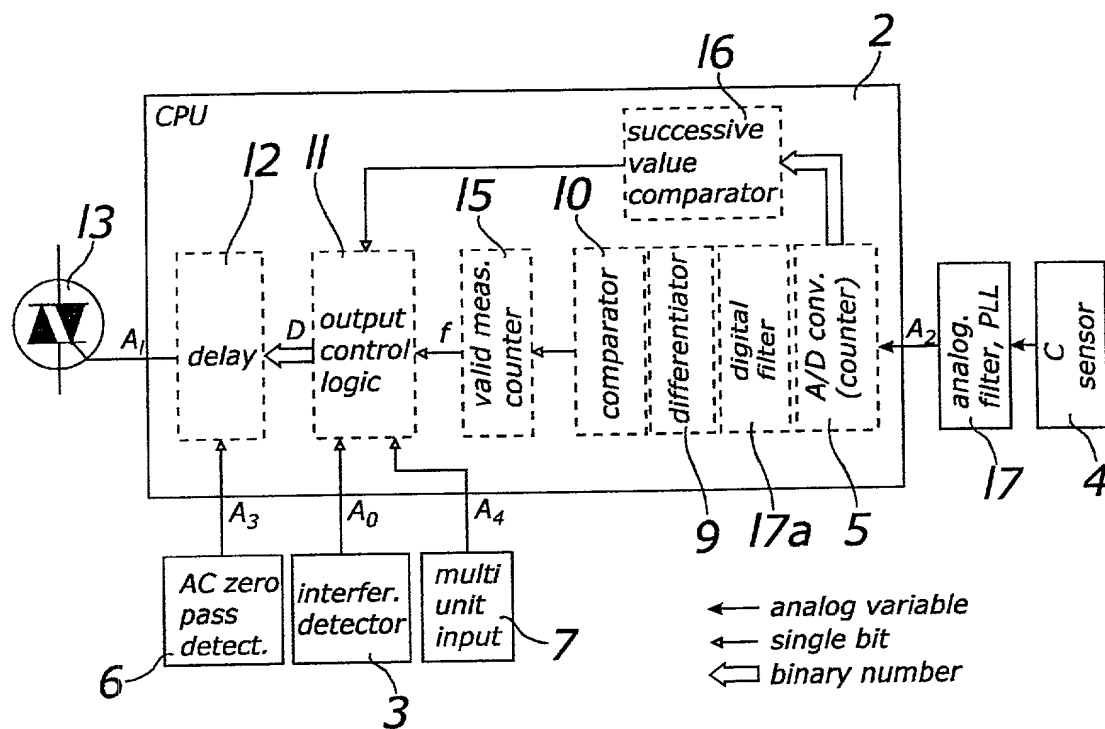 2
16
CPU
successive
value
comparator
12
11
15
10
13
A1
delay
D
output
control
logic
f
valid meas.
counter
comparator
differentiator
digital
filter
A/D conv.
(counter)
A2
analog.
filter, PLL
C
sensor
9
17a
5
17
4
A3
A0
A4
AC zero
pass
detect.
interfer.
detector
multi
unit
input
6
3
7
analog variable
single bit
binary number